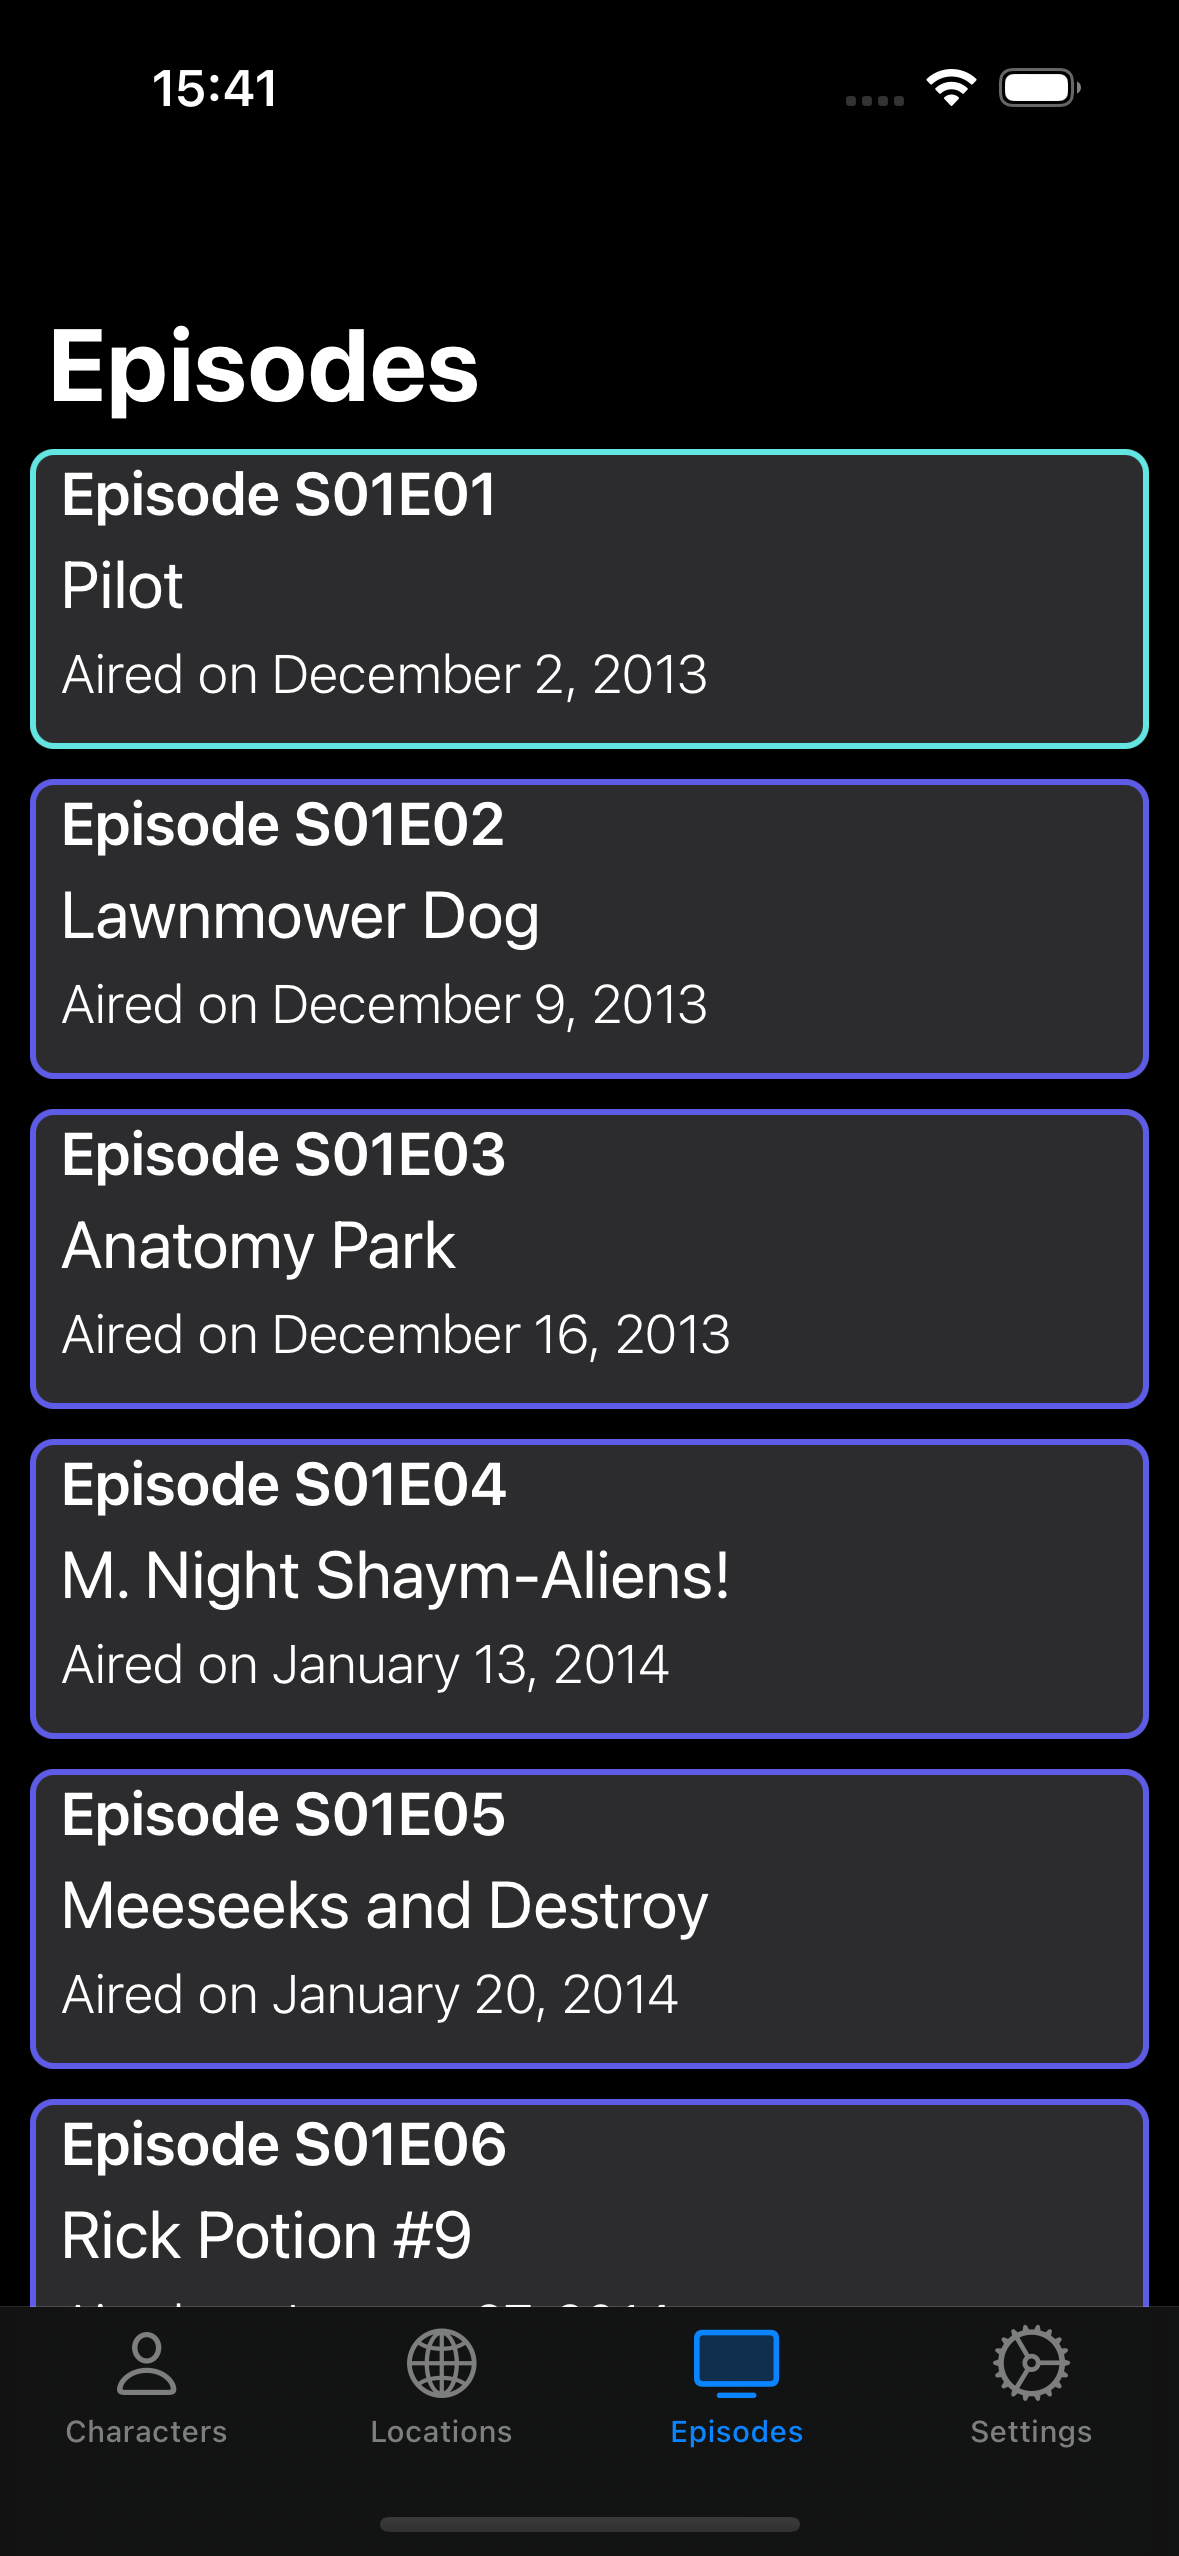 15:41
Episodes
Episode S01E01
Pilot
Aired on December 2, 2013
Episode S01E02
Lawnmower Dog
Aired on December 9, 2013
Episode S01E03
Anatomy Park
Aired on December 16, 2013
Episode S01E04
M. Night Shaym-Aliens!
Aired on January 13, 2014
Episode S01E05
Meeseeks and Destroy
Aired on January 20, 2014
Episode S01E06
Rick Potion #9
Characters
Locations
Episodes
Settings